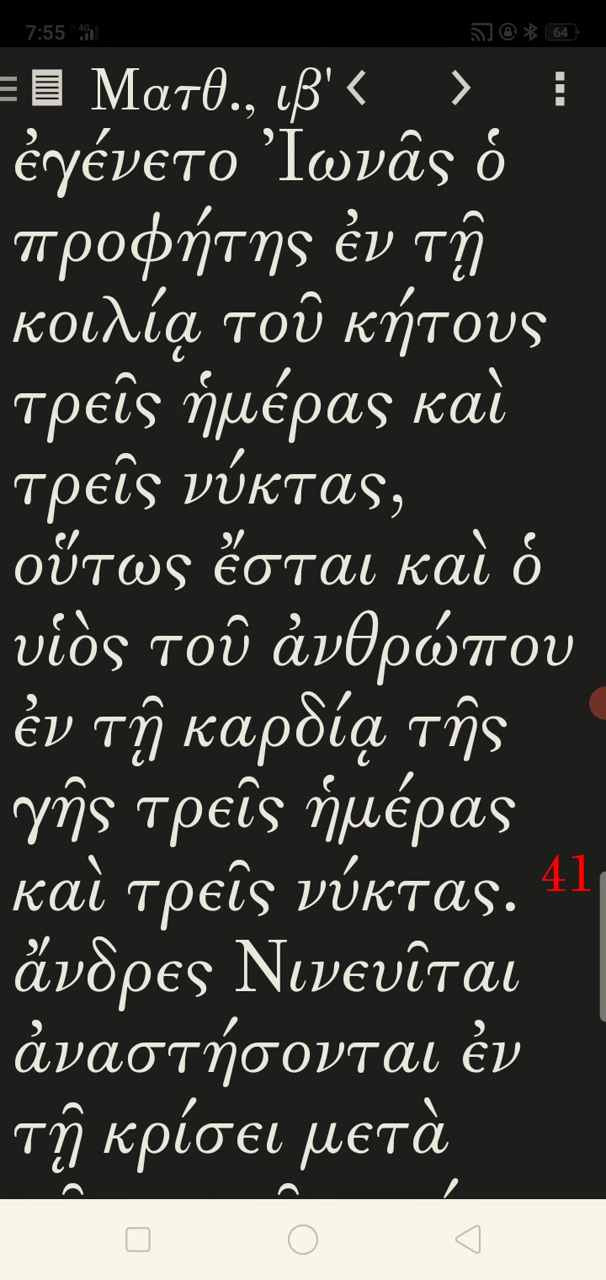 7:55 4G 64
Ματθ., ιβ'
ἐγένετο Ἰωνᾶς ὁ
προφήτης ἐν τῇ
κοιλίᾳ τοῦ κήτους
τρεῖς ἡμέρας καὶ
τρεῖς νύκτας,
οὕτως ἔσται καὶ ὁ
υἱὸς τοῦ ἀνθρώπου
ἐν τῇ καρδίᾳ τῆς
γῆς τρεῖς ἡμέρας
καὶ τρεῖς νύκτας. 41
ἄνδρες Νινευῖται
ἀναστήσονται ἐν
τῇ κρίσει μετὰ